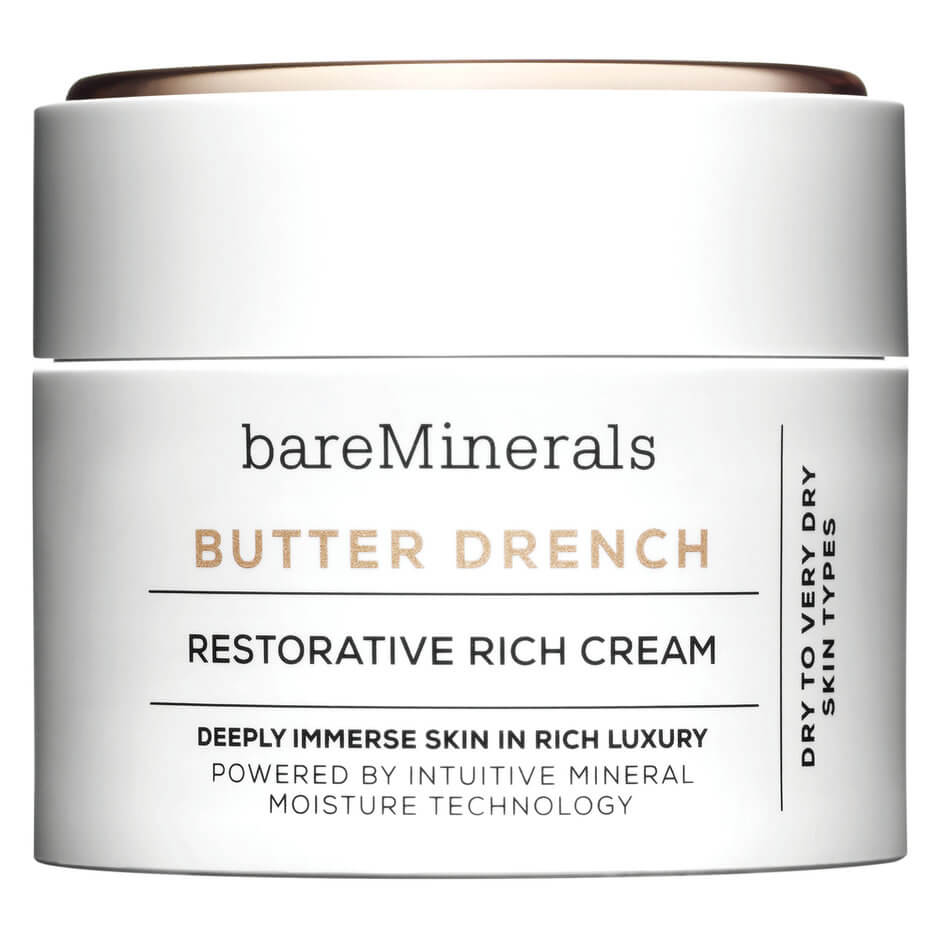 bareMinerals
BUTTER DRENCH
RESTORATIVE RICH CREAM
DEEPLY IMMERSE SKIN IN RICH LUXURY
POWERED BY INTUITIVE MINERAL
MOISTURE TECHNOLOGY
DRY TO VERY DRY
SKIN TYPES